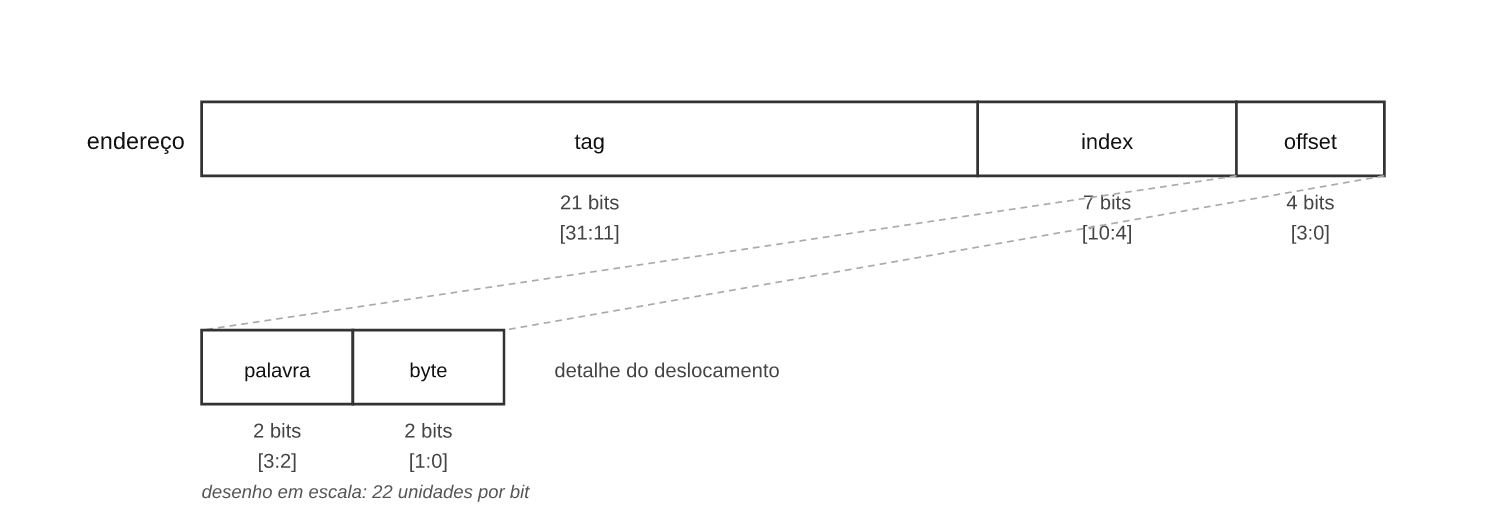 endereço tag index offset
21 bits 7 bits 4 bits
[31:11] [10:4] [3:0]
palavra byte detalhe do deslocamento
2 bits 2 bits
[3:2] [1:0]
desenho em escala: 22 unidades por bit